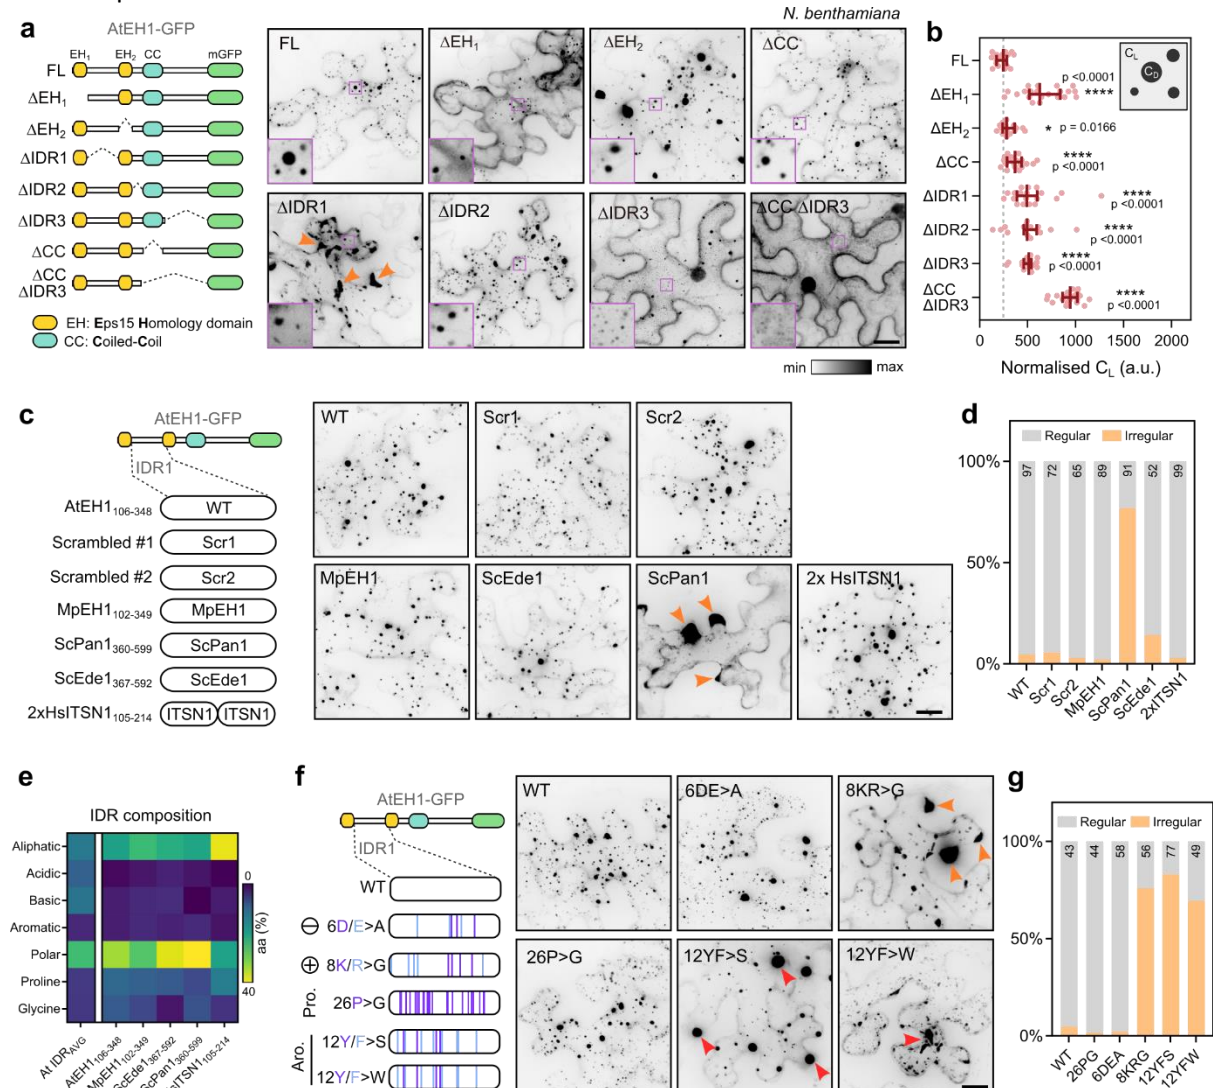 N. benthamiana
a
AtEH1-GFP
EH1 EH2 CC mGFP
FL
ΔEH1
ΔEH2
ΔIDR1
ΔIDR2
ΔIDR3
ΔCC
ΔCC
ΔIDR3
EH: Eps15 Homology domain
CC: Coiled-Coil
FL
ΔEH1
ΔEH2
ΔCC
ΔIDR1
ΔIDR2
ΔIDR3
ΔCC ΔIDR3
min max
b
CL
CD
FL
ΔEH1
p <0.0001
****
ΔEH2
* p = 0.0166
ΔCC
****
p <0.0001
ΔIDR1
****
p <0.0001
ΔIDR2
****
p <0.0001
ΔIDR3
****
p <0.0001
ΔCC
ΔIDR3
****
p <0.0001
0 500 1000 1500 2000
Normalised CL (a.u.)
c
AtEH1-GFP
IDR1
AtEH1106-348 WT
Scrambled #1 Scr1
Scrambled #2 Scr2
MpEH1102-349 MpEH1
ScPan1360-599 ScPan1
ScEde1367-592 ScEde1
2xHsITSN1105-214 ITSN1 ITSN1
WT
Scr1
Scr2
MpEH1
ScEde1
ScPan1
2x HsITSN1
d
Regular Irregular
100%
50%
0%
97 72 65 89 91 52 99
WT Scr1 Scr2 MpEH1 ScPan1 ScEde1 2xITSN1
e
IDR composition
Aliphatic
Acidic
Basic
Aromatic
Polar
Proline
Glycine
0
aa (%)
40
At IDRAVG
AtEH1106-348
MpEH1102-349
ScEde1367-592
ScPan1360-599
f
AtEH1-GFP
IDR1
WT
6D/E>A
8K/R>G
Pro.
26P>G
Aro.
12Y/F>S
12Y/F>W
WT
6DE>A
8KR>G
26P>G
12YF>S
12YF>W
g
Regular Irregular
100%
50%
0%
43 44 58 56 77 49
WT 26PG 6DEA 8KRG 12YFS 12YFW